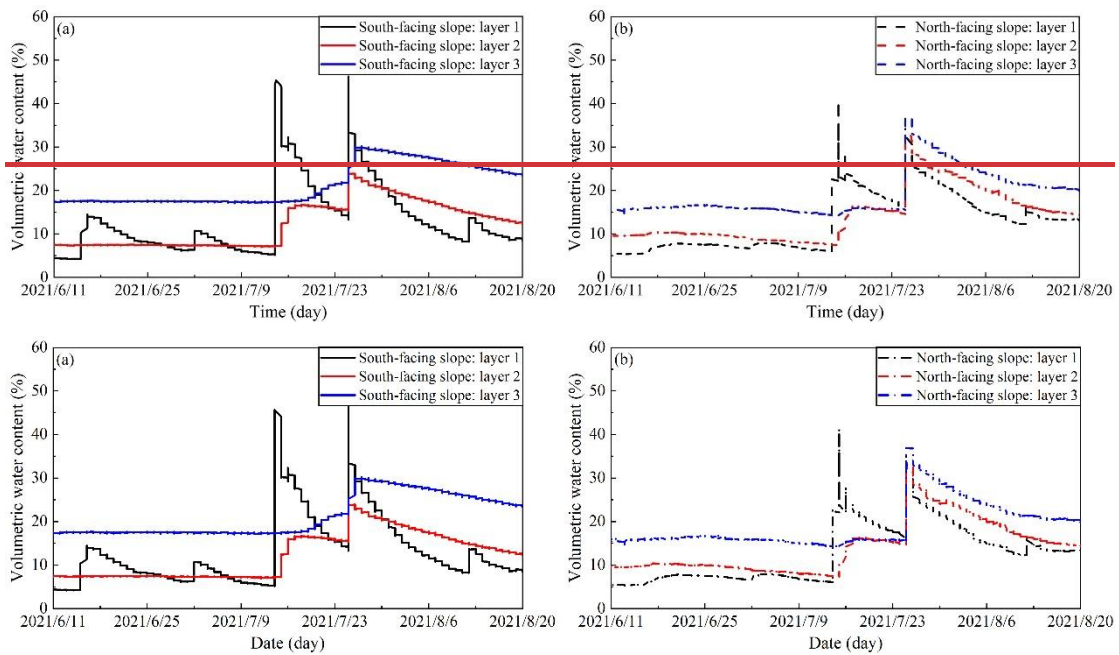 60
50
40
30
20
10
0
Volumetric water content (%)
(a)
South-facing slope: layer 1
South-facing slope: layer 2
South-facing slope: layer 3
2021/6/11 2021/6/25 2021/7/9 2021/7/23 2021/8/6 2021/8/20
Time (day)
60
50
40
30
20
10
0
Volumetric water content (%)
(b)
North-facing slope: layer 1
North-facing slope: layer 2
North-facing slope: layer 3
2021/6/11 2021/6/25 2021/7/9 2021/7/23 2021/8/6 2021/8/20
Time (day)
60
50
40
30
20
10
0
Volumetric water content (%)
(a)
South-facing slope: layer 1
South-facing slope: layer 2
South-facing slope: layer 3
2021/6/11 2021/6/25 2021/7/9 2021/7/23 2021/8/6 2021/8/20
Date (day)
60
50
40
30
20
10
0
Volumetric water content (%)
(b)
North-facing slope: layer 1
North-facing slope: layer 2
North-facing slope: layer 3
2021/6/11 2021/6/25 2021/7/9 2021/7/23 2021/8/6 2021/8/20
Date (day)